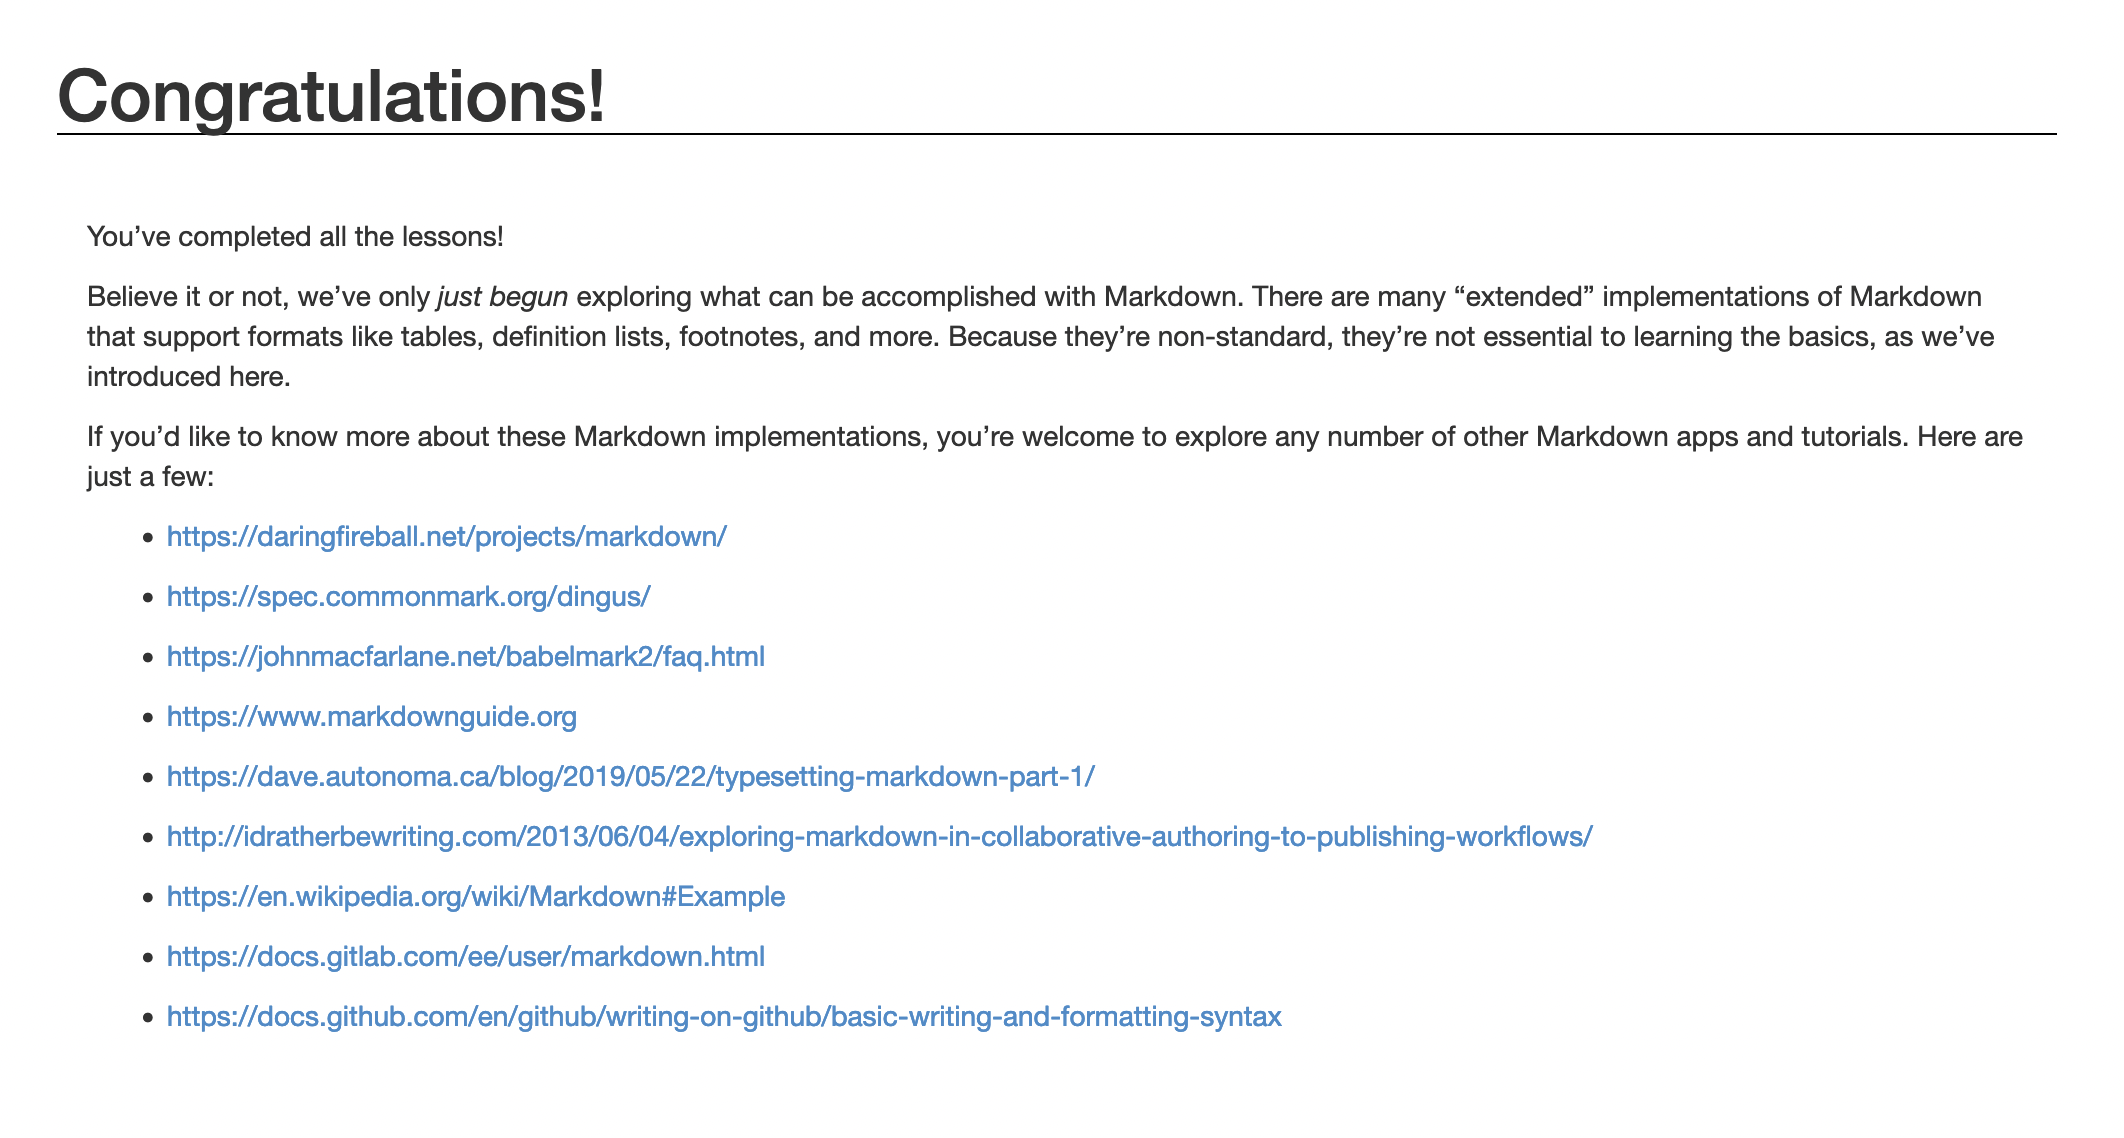 Congratulations!
You’ve completed all the lessons!
Believe it or not, we’ve only just begun exploring what can be accomplished with Markdown. There are many “extended” implementations of Markdown
that support formats like tables, definition lists, footnotes, and more. Because they’re non-standard, they’re not essential to learning the basics, as we’ve
introduced here.
If you’d like to know more about these Markdown implementations, you’re welcome to explore any number of other Markdown apps and tutorials. Here are
just a few:
• https://daringfireball.net/projects/markdown/
• https://spec.commonmark.org/dingus/
• https://johnmacfarlane.net/babelmark2/faq.html
• https://www.markdownguide.org
• https://dave.autonoma.ca/blog/2019/05/22/typesetting-markdown-part-1/
• http://idratherbewriting.com/2013/06/04/exploring-markdown-in-collaborative-authoring-to-publishing-workflows/
• https://en.wikipedia.org/wiki/Markdown#Example
• https://docs.gitlab.com/ee/user/markdown.html
• https://docs.github.com/en/github/writing-on-github/basic-writing-and-formatting-syntax